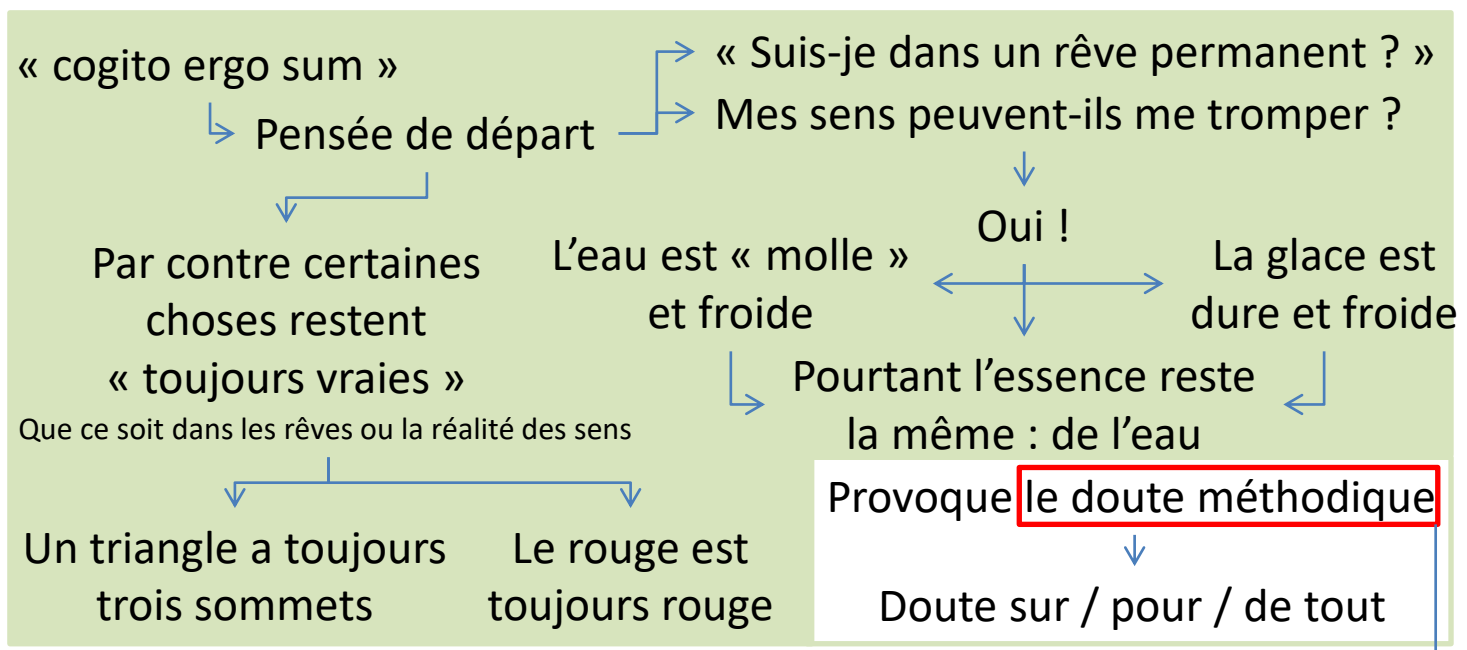 « cogito ergo sum »
Pensée de départ
« Suis-je dans un rêve permanent ? »
Mes sens peuvent-ils me tromper ?
Oui !
L’eau est « molle »
et froide
La glace est
dure et froide
Pourtant l’essence reste
la même : de l’eau
Par contre certaines
choses restent
« toujours vraies »
Que ce soit dans les rêves ou la réalité des sens
Un triangle a toujours
trois sommets
Le rouge est
toujours rouge
Provoque le doute méthodique
Doute sur / pour / de tout